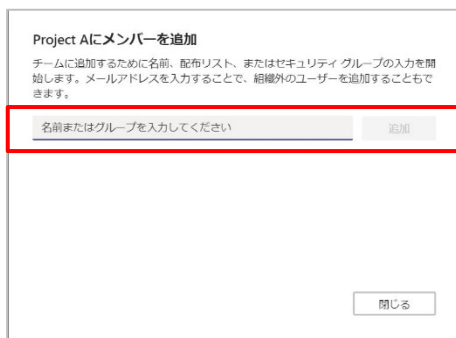 Project Aにメンバーを追加
チームに追加するために名前、配布リスト、またはセキュリティ グループの入力を開
始します。メールアドレスを入力することで、組織外のユーザーを追加することもで
きます。
名前またはグループを入力してください
追加
閉じる